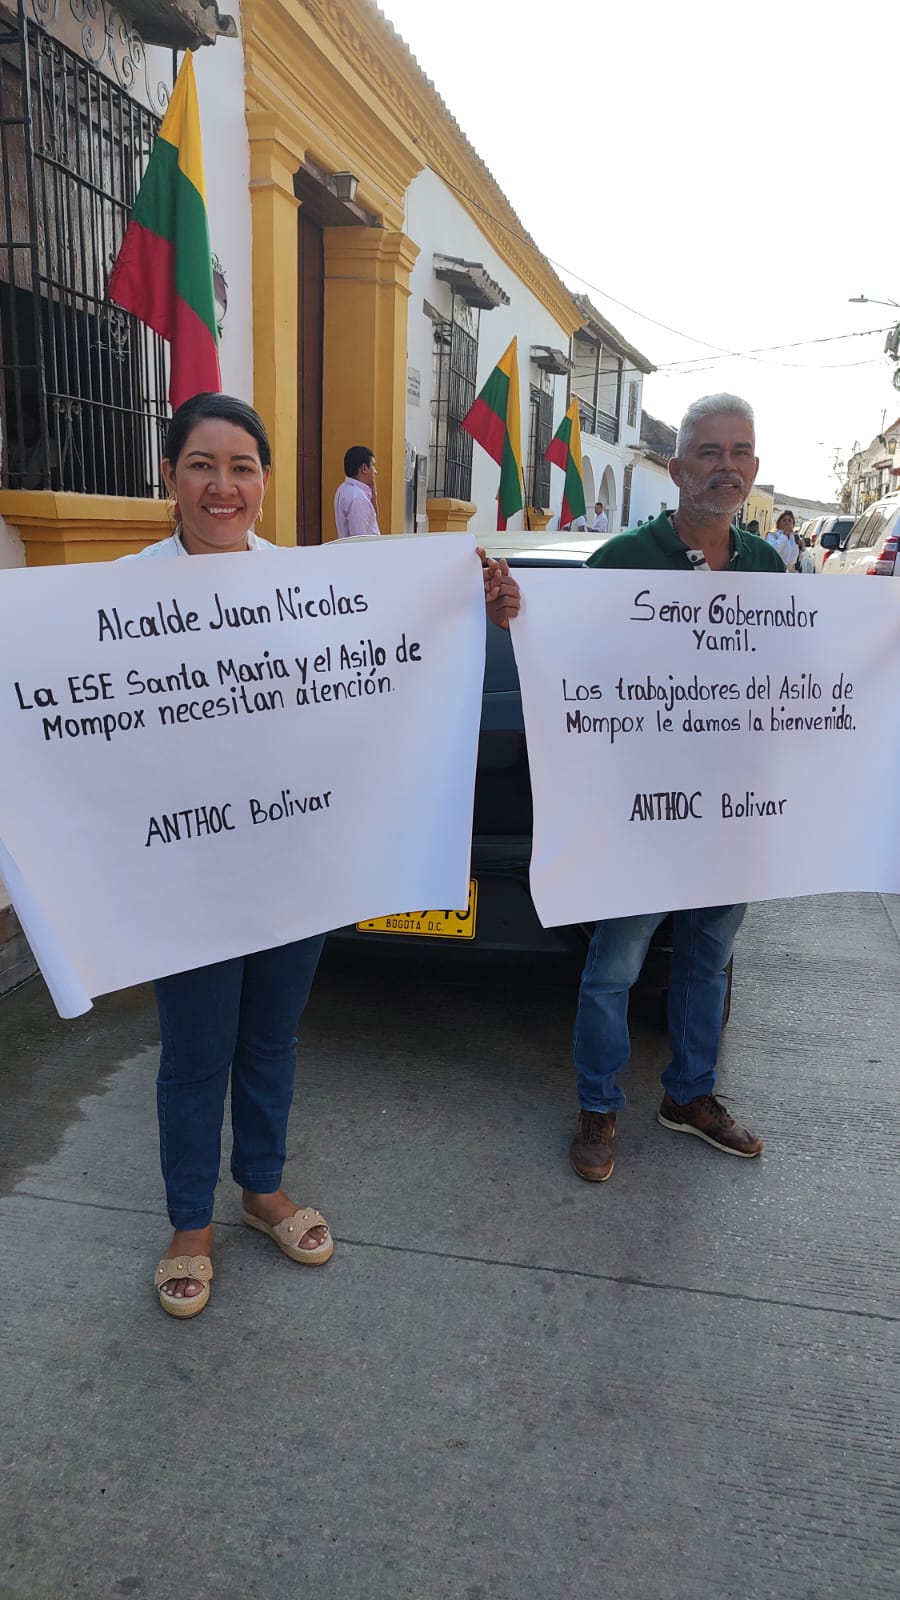 Alcalde Juan Nicolas
La ESE Santa Maria y el Asilo de
Mompox necesitan atención.
ANTHOC Bolivar
Señor Gobernador
Yamil.
Los trabajadores del Asilo de
Mompox le damos la bienvenida.
ANTHOC Bolivar
BOGOTA D.C.